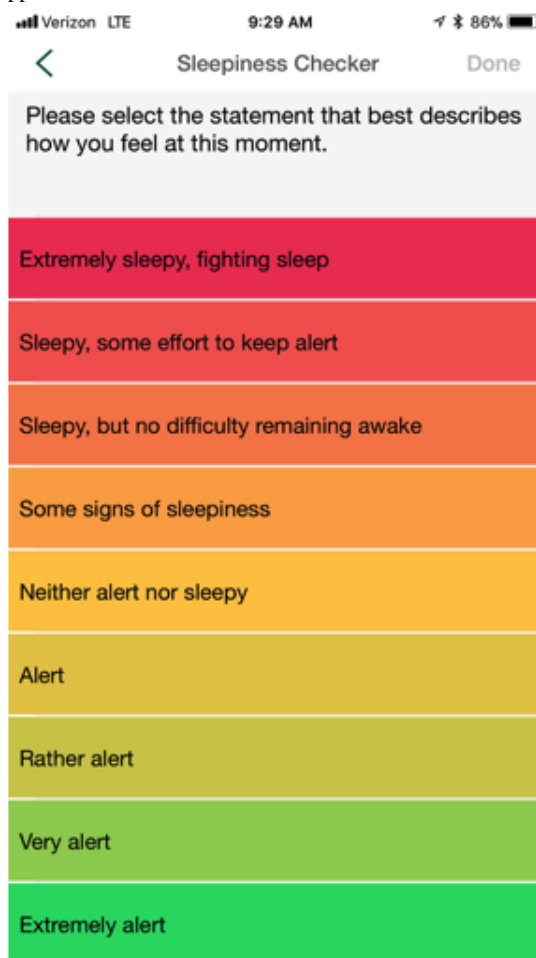 Verizon LTE 9:29 AM 86%
Sleepiness Checker Done
Please select the statement that best describes
how you feel at this moment.
Extremely sleepy, fighting sleep
Sleepy, some effort to keep alert
Sleepy, but no difficulty remaining awake
Some signs of sleepiness
Neither alert nor sleepy
Alert
Rather alert
Very alert
Extremely alert